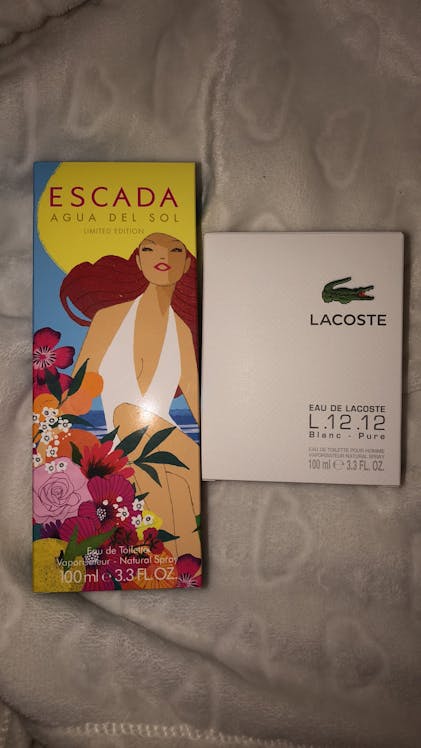 ESCADA
AGUA DEL SOL
LIMITED EDITION
Eau de Toilette
Vaporisateur - Natural Spray
100 ml e 3.3 FL.OZ.
LACOSTE
EAU DE LACOSTE
L.12.12
Blanc - Pure
EAU DE TOILETTE POUR HOMME
VAPORISATEUR NATURAL SPRAY
100 ml e 3.3 FL. OZ.